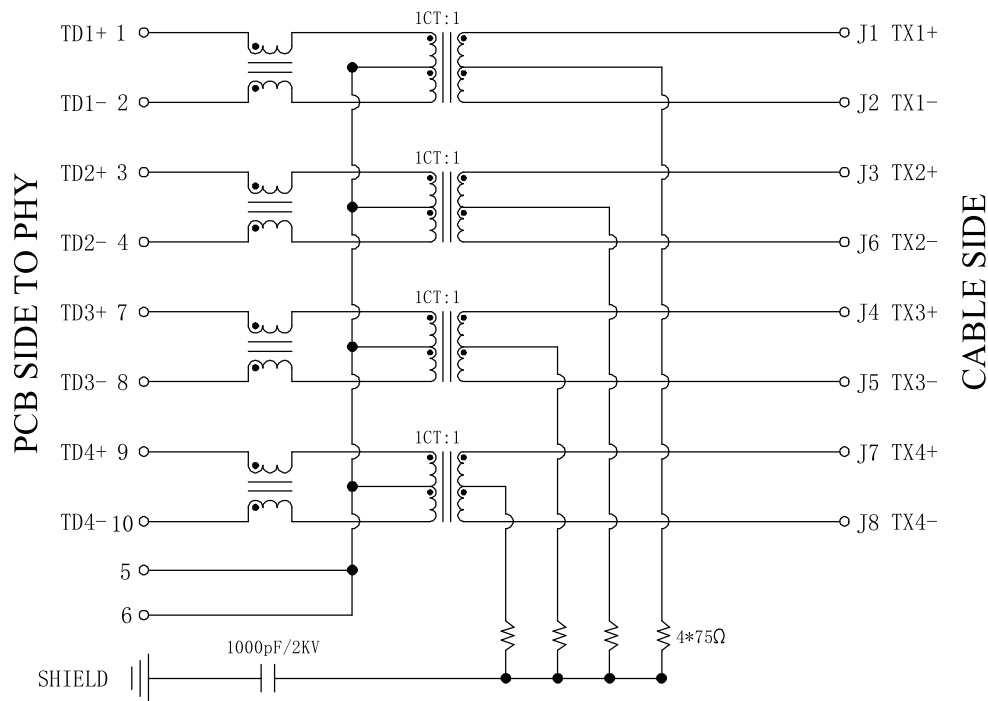 1CT:1
TD1+ 1
J1 TX1+
TD1- 2
J2 TX1-
1CT:1
TD2+ 3
J3 TX2+
TD2- 4
J6 TX2-
PCB SIDE TO PHY
CABLE SIDE
1CT:1
TD3+ 7
J4 TX3+
TD3- 8
J5 TX3-
1CT:1
TD4+ 9
J7 TX4+
TD4- 10
J8 TX4-
5
6
4*75Ω
1000pF/2KV
SHIELD